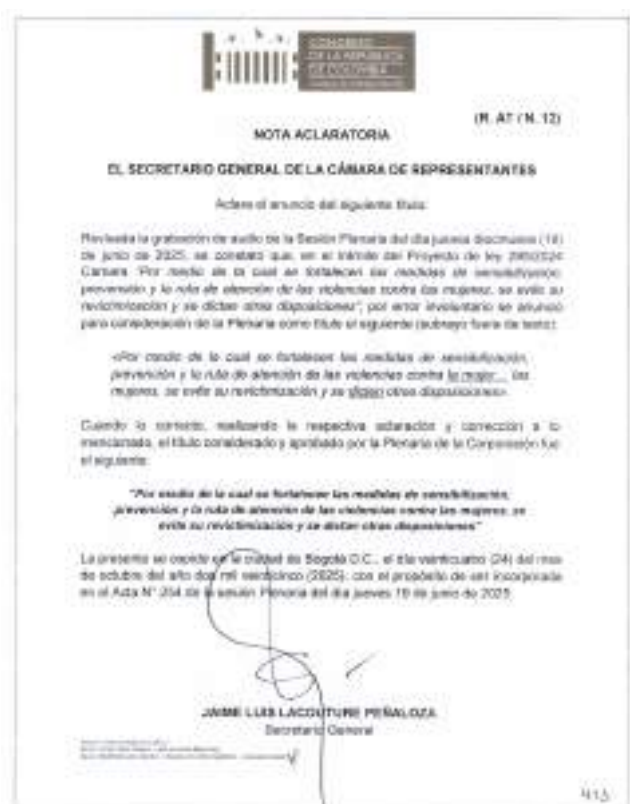 CONGRESO
DE LA REPÚBLICA
DE COLOMBIA
(R. AT / N. 12)
NOTA ACLARATORIA
EL SECRETARIO GENERAL DE LA CÁMARA DE REPRESENTANTES
Aclara el anuncio del siguiente título:
Revisada la grabación de audio de la Sesión Plenaria del día jueves diecinueve (19)
de junio de 2025, se constató que, en el trámite del Proyecto de ley
Cámara "Por medio de la cual se fortalecen las medidas de sensibilización,
prevención y la ruta de atención de las violencias contra las mujeres, se evite su
revictimización y se dictan otras disposiciones", por error involuntario se anunció
para consideración de la Plenaria como título el siguiente (subrayo fuera de texto):
«Por medio de la cual se fortalecen las medidas de sensibilización,
prevención y la ruta de atención de las violencias contra la mujer... las
mujeres, se evite su revictimización y se dicten otras disposiciones».
Cuando lo correcto, realizando la respectiva aclaración y corrección a lo
mencionado, el título considerado y aprobado por la Plenaria de la Corporación fue
el siguiente:
"Por medio de la cual se fortalecen las medidas de sensibilización,
prevención y la ruta de atención de las violencias contra las mujeres, se
evite su revictimización y se dictan otras disposiciones"
La presente se expide en la ciudad de Bogotá D.C., el día veinticuatro (24) del mes
de octubre del año dos mil veinticinco (2025); con el propósito de ser incorporada
en el Acta N° 254 de la sesión Plenaria del día jueves 19 de junio de 2025.
JAIME LUIS LACOUTURE PEÑALOZA
Secretario General
413